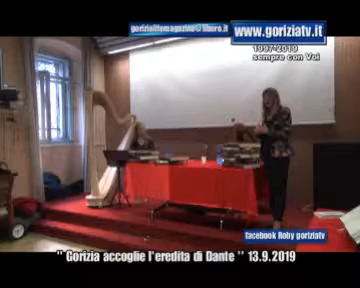 goriziatvmagazine@libero.it
www.goriziatv.it
1997-2019
sempre con Voi
facebook Roby goriziatv
" Gorizia accoglie l'eredita di Dante " 13.9.2019